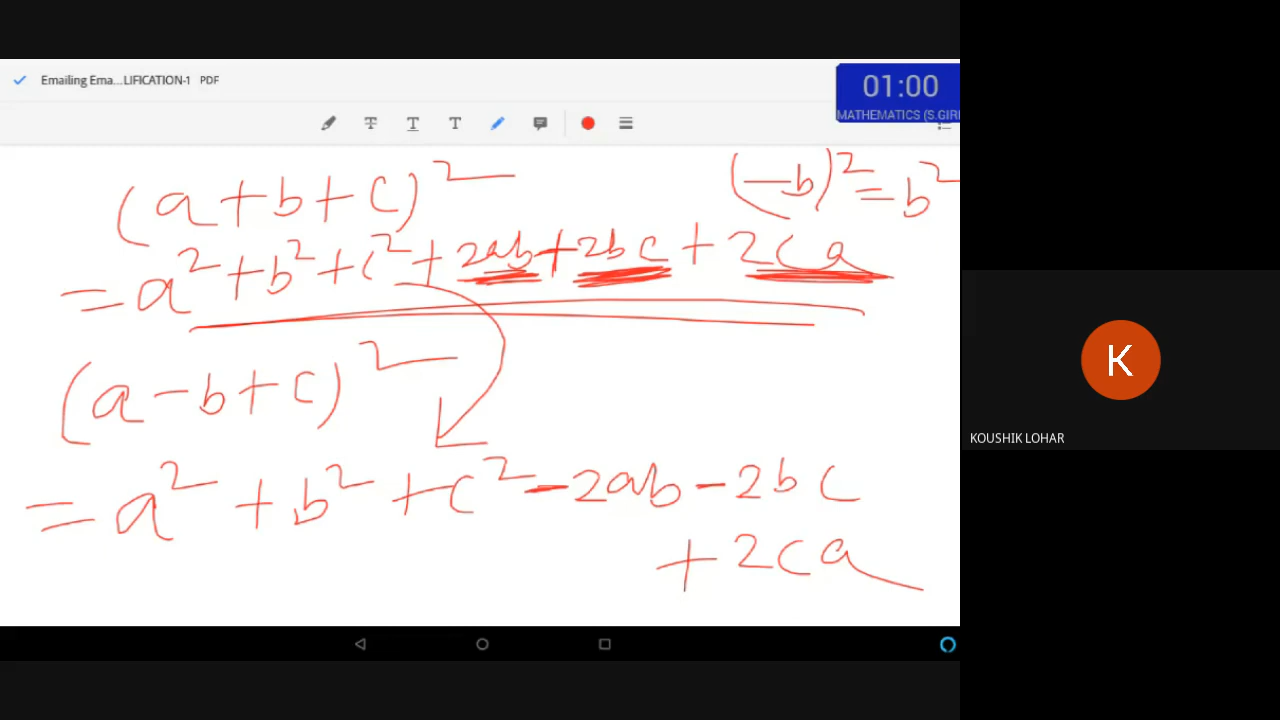 Emailing Ema...LIFICATION-1 PDF
01:00
MATHEMATICS (S.GIRI
T T T
(a+b+c)²
(-b)² = b²
= a² + b² + c² + 2ab + 2bc + 2ca
(a-b+c)²
= a² + b² + c² - 2ab - 2bc
+ 2ca
K
KOUSHIK LOHAR